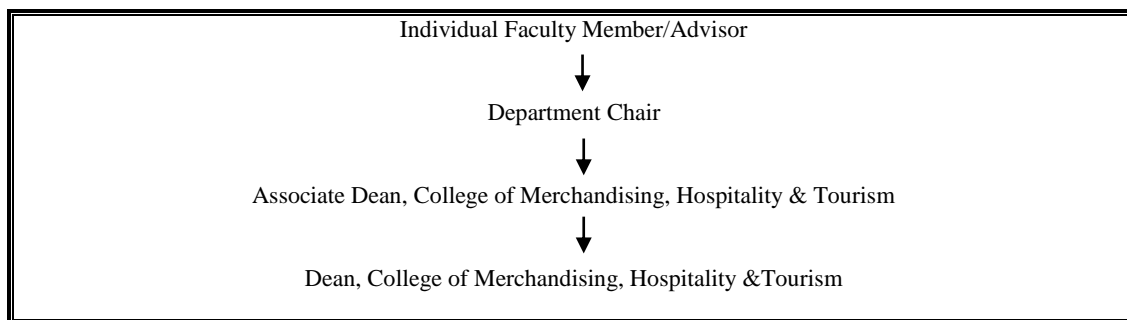 Individual Faculty Member/Advisor
Department Chair
Associate Dean, College of Merchandising, Hospitality & Tourism
Dean, College of Merchandising, Hospitality &Tourism